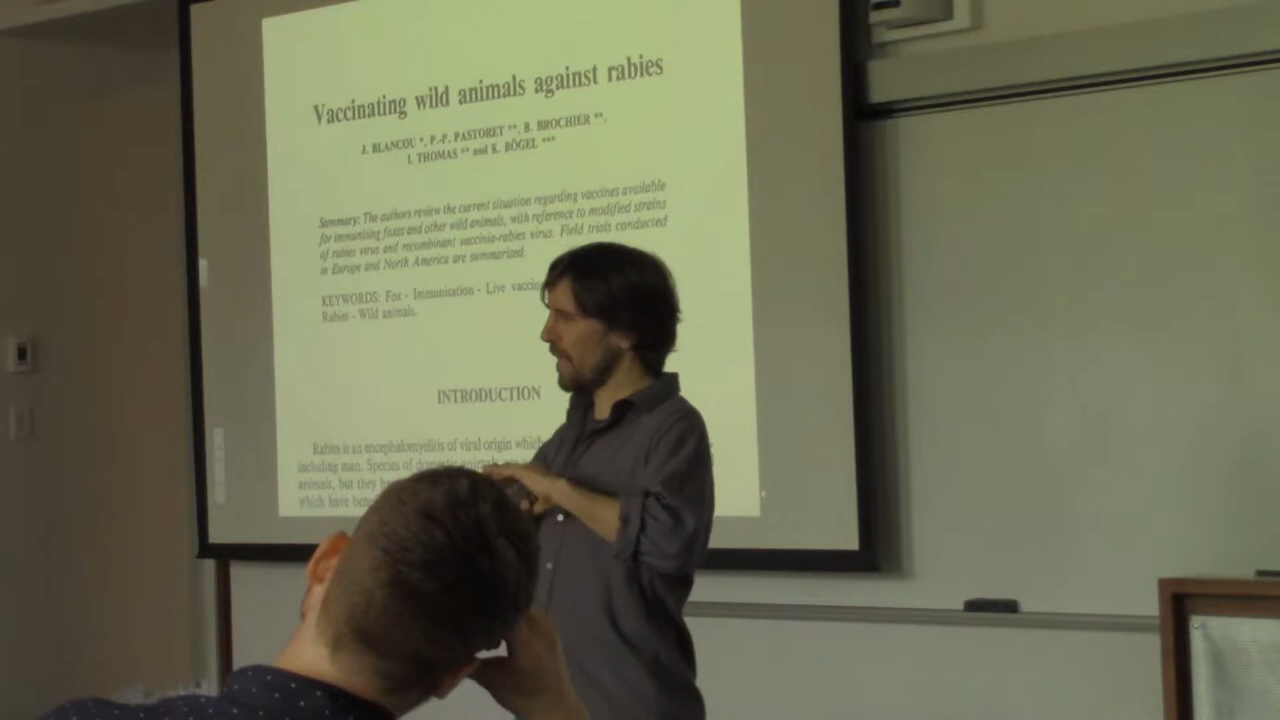 Vaccinating wild animals against rabies
J. BLANCOU *, P.-P. PASTORET **, B. BROCHIER **,
I. THOMAS ** and K. BÖGEL ***
Summary: The authors review the current situation regarding vaccines available
for immunising foxes and other wild animals, with reference to modified strains
of rabies virus and recombinant vaccinia-rabies virus. Field trials conducted
in Europe and North America are summarized.
KEYWORDS: Fox - Immunisation - Live
Rabies - Wild animals.
INTRODUCTION
Rabies is an encephalomyelitis of viral origin which
including man. Species of domestic animals
animals, but they
which have